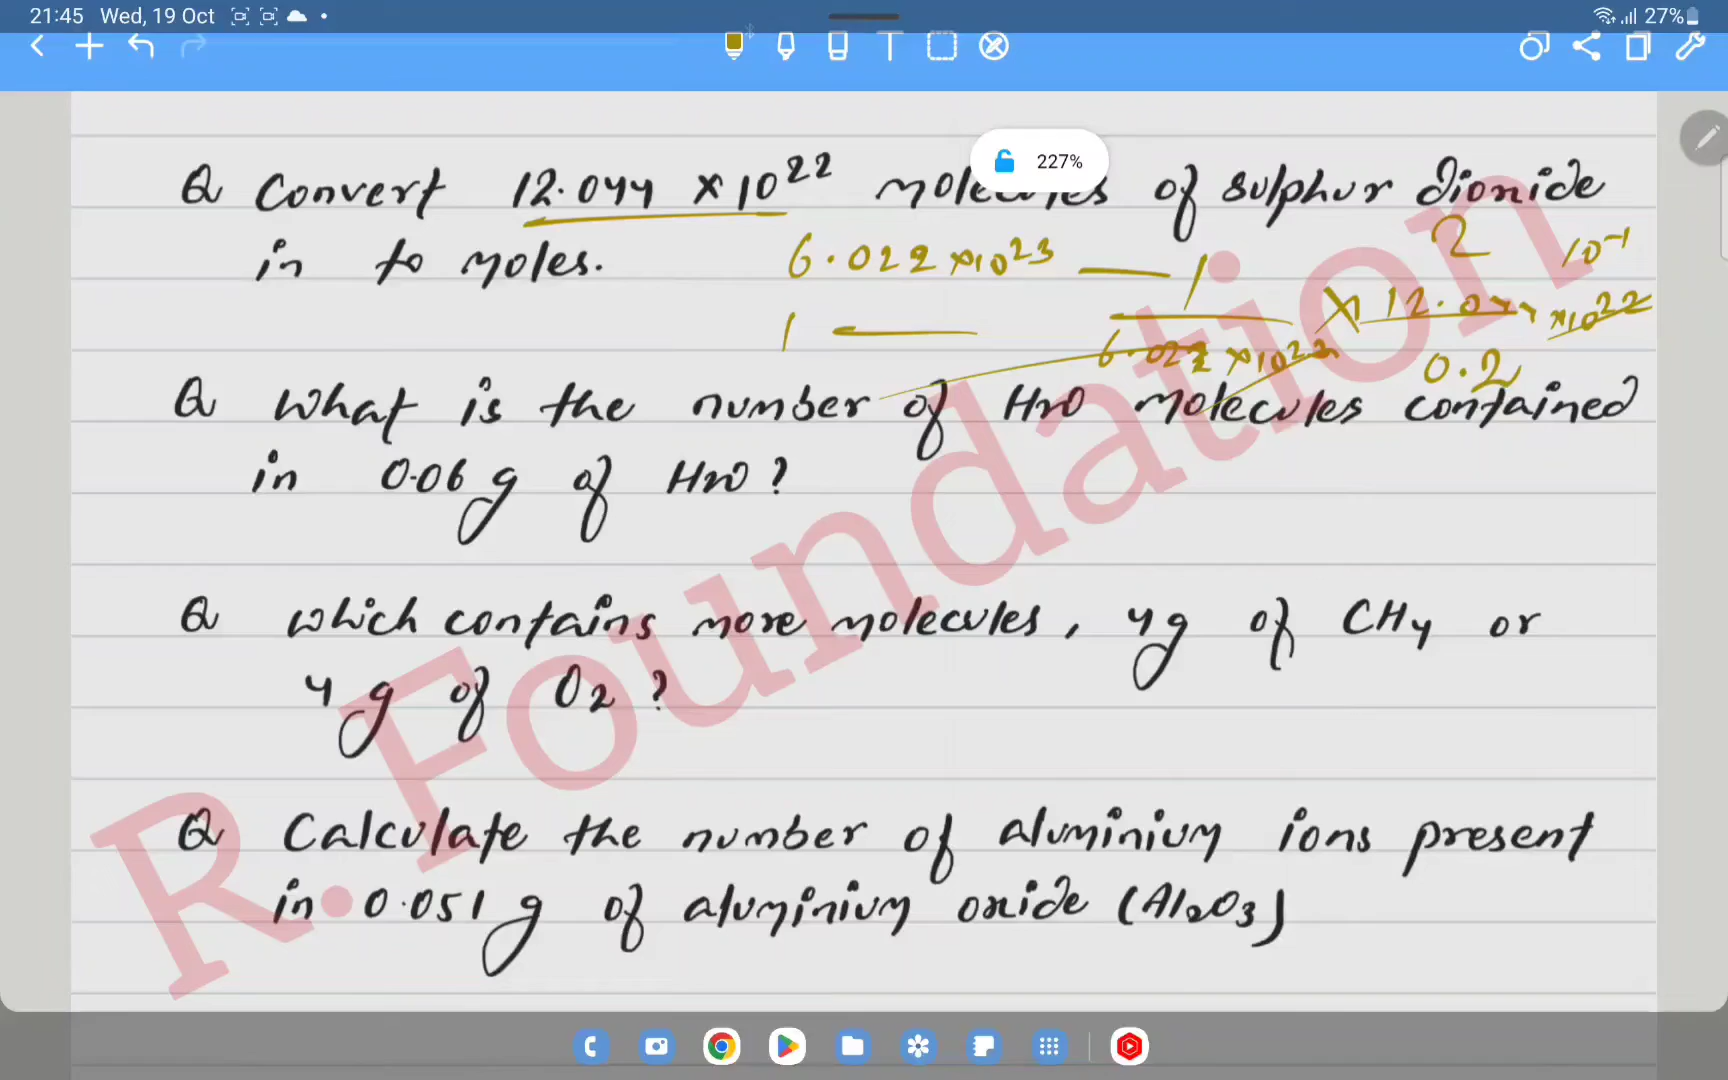 21:45 Wed, 19 Oct 27%
227%
Q Convert 12.044 ×10²² molecules of sulphur dioxide
in to moles. 6.022 ×10²³ — 1
2 10⁻¹
1 — × 12.044 ×10²²
6.022 ×10²³ 0.2
Q What is the number of H₂O molecules contained
in 0.06 g of H₂O ?
Q which contains more molecules, 4g of CH₄ or
4 g of O₂ ?
Q Calculate the number of aluminium ions present
in 0.051 g of aluminium oxide (Al₂O₃)
R. Foundation